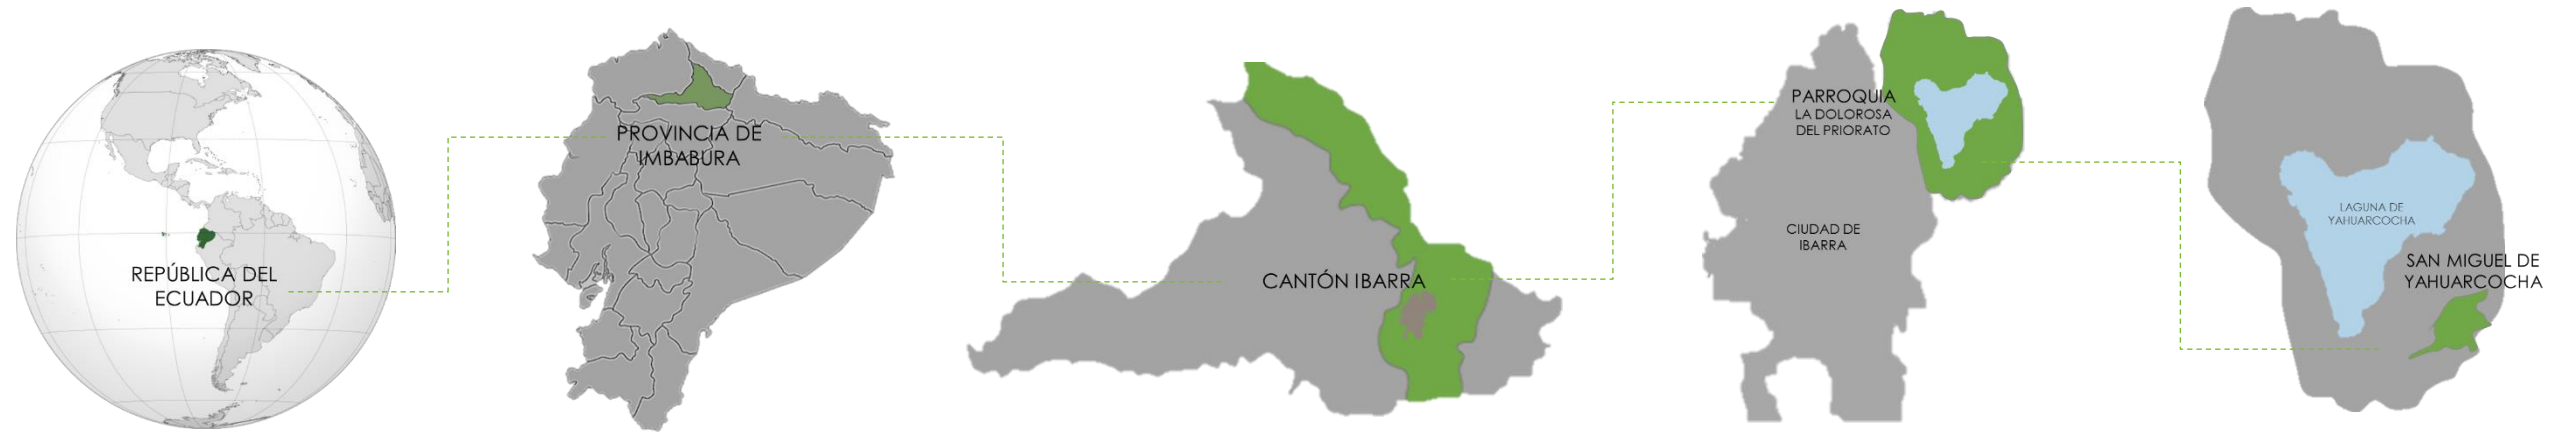 REPÚBLICA DEL
ECUADOR
PROVINCIA DE
IMBABURA
CANTÓN IBARRA
PARROQUIA
LA DOLOROSA
DEL PRIORATO
CIUDAD DE
IBARRA
LAGUNA DE
YAHUARCOCHA
SAN MIGUEL DE
YAHUARCOCHA